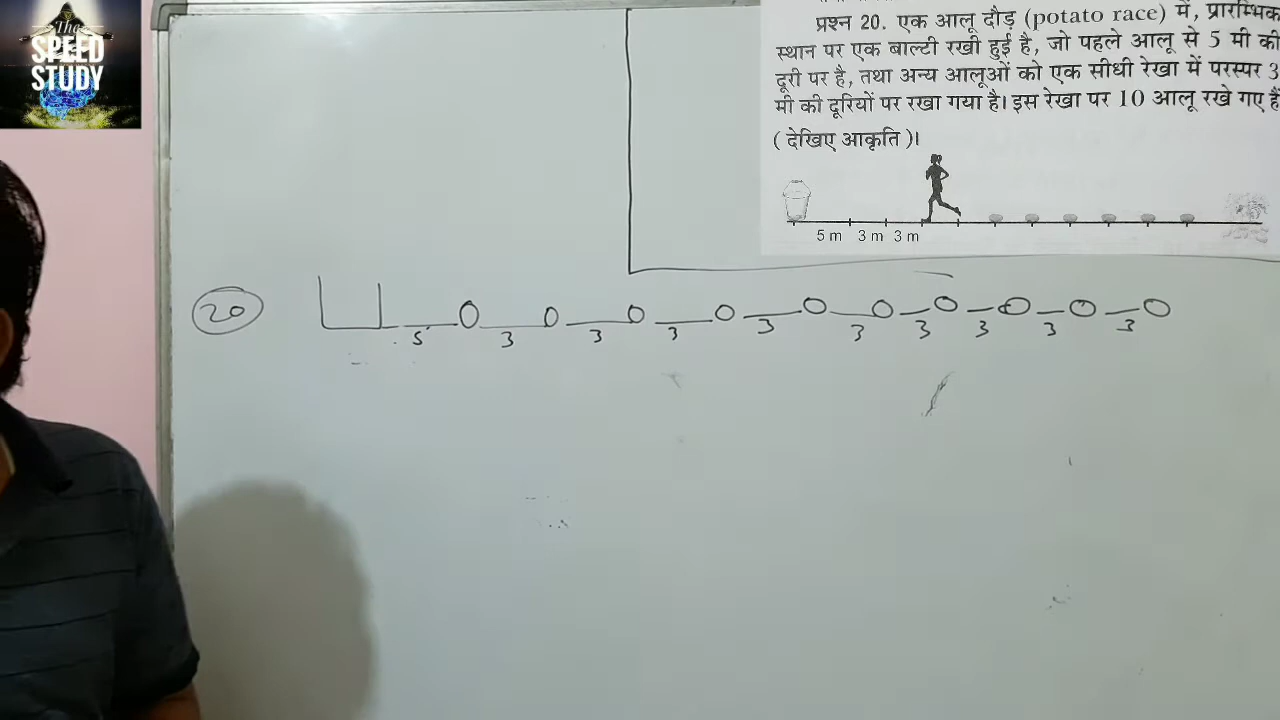 The
SPEED
STUDY
प्रश्न 20. एक आलू दौड़ (potato race) में, प्रारम्भिक
स्थान पर एक बाल्टी रखी हुई है, जो पहले आलू से 5 मी की
दूरी पर है, तथा अन्य आलूओं को एक सीधी रेखा में परस्पर 3
मी की दूरियों पर रखा गया है। इस रेखा पर 10 आलू रखे गए हैं
(देखिए आकृति)।
5 m 3 m 3 m
20
5 3 3 3 3 3 3 3 3 3